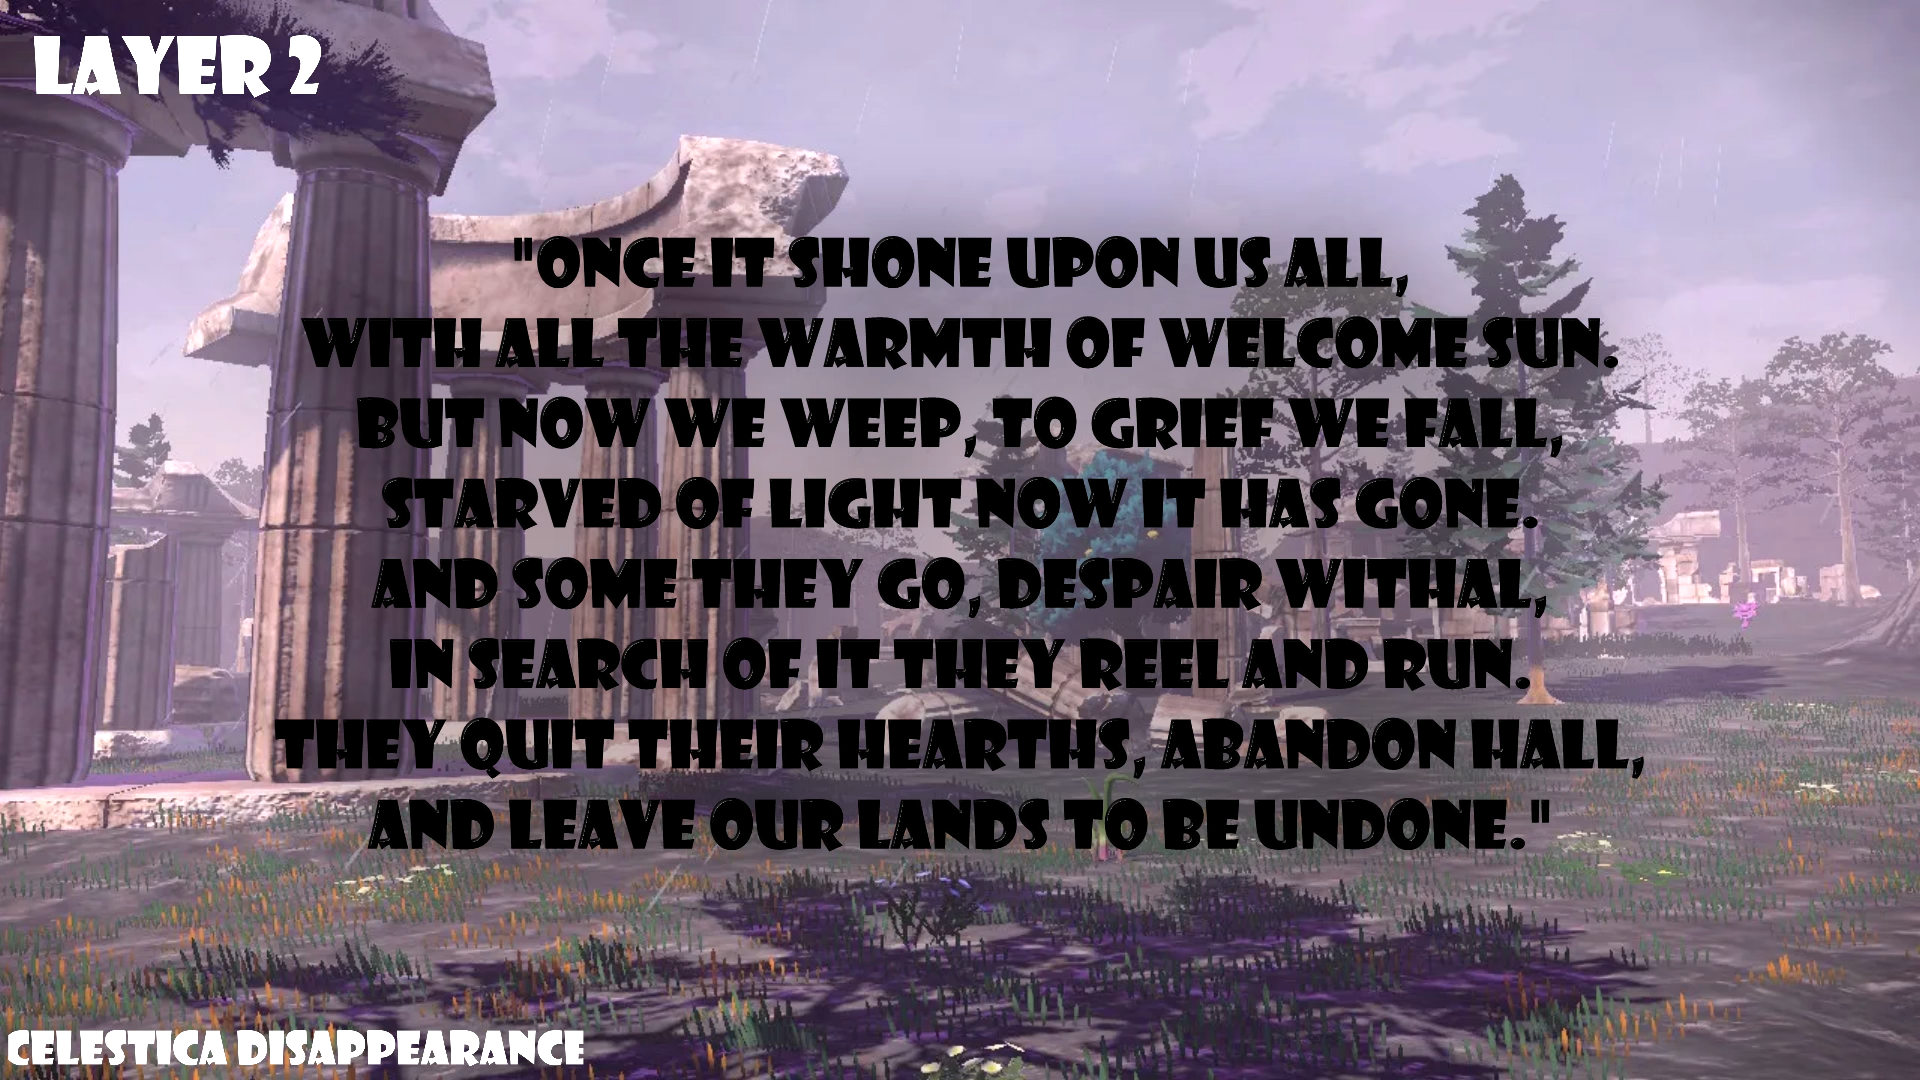 LAYER 2
"ONCE IT SHONE UPON US ALL,
WITH ALL THE WARMTH OF WELCOME SUN.
BUT NOW WE WEEP, TO GRIEF WE FALL,
STARVED OF LIGHT NOW IT HAS GONE.
AND SOME THEY GO, DESPAIR WITHAL,
IN SEARCH OF IT THEY REEL AND RUN.
THEY QUIT THEIR HEARTHS, ABANDON HALL,
AND LEAVE OUR LANDS TO BE UNDONE."
CELESTICA DISAPPEARANCE